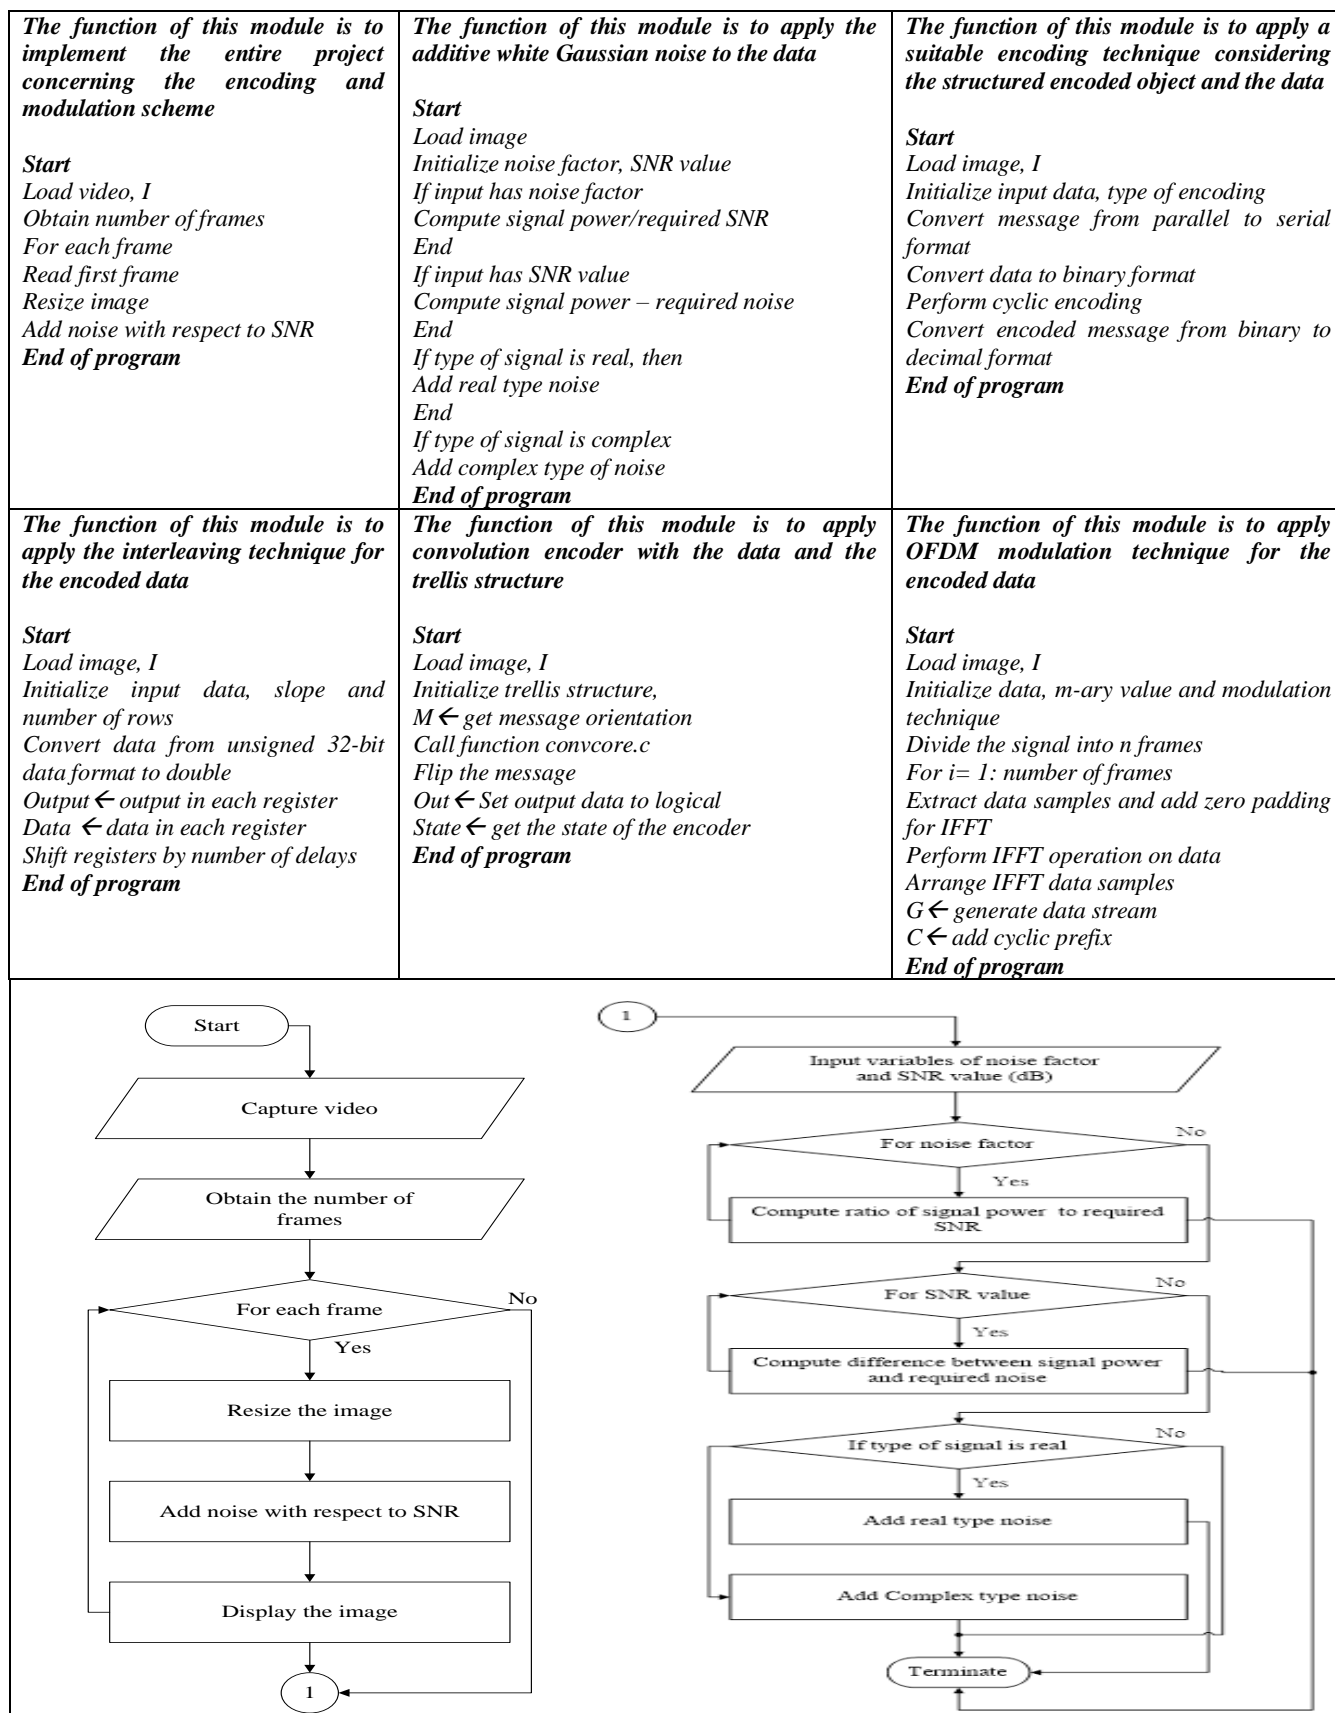 The function of this module is to
implement the entire project
concerning the encoding and
modulation scheme
Start
Load video, I
Obtain number of frames
For each frame
Read first frame
Resize image
Add noise with respect to SNR
End of program
The function of this module is to apply the
additive white Gaussian noise to the data
Start
Load image
Initialize noise factor, SNR value
If input has noise factor
Compute signal power/required SNR
End
If input has SNR value
Compute signal power – required noise
End
If type of signal is real, then
Add real type noise
End
If type of signal is complex
Add complex type of noise
End of program
The function of this module is to apply a
suitable encoding technique considering
the structured encoded object and the data
Start
Load image, I
Initialize input data, type of encoding
Convert message from parallel to serial
format
Convert data to binary format
Perform cyclic encoding
Convert encoded message from binary to
decimal format
End of program
The function of this module is to
apply the interleaving technique for
the encoded data
Start
Load image, I
Initialize input data, slope and
number of rows
Convert data from unsigned 32-bit
data format to double
Output ← output in each register
Data ← data in each register
Shift registers by number of delays
End of program
The function of this module is to apply
convolution encoder with the data and the
trellis structure
Start
Load image, I
Initialize trellis structure,
M ← get message orientation
Call function convcore.c
Flip the message
Out ← Set output data to logical
State ← get the state of the encoder
End of program
The function of this module is to apply
OFDM modulation technique for the
encoded data
Start
Load image, I
Initialize data, m-ary value and modulation
technique
Divide the signal into n frames
For i= 1: number of frames
Extract data samples and add zero padding
for IFFT
Perform IFFT operation on data
Arrange IFFT data samples
G ← generate data stream
C ← add cyclic prefix
End of program
Start
Capture video
Obtain the number of
frames
For each frame
No
Yes
Resize the image
Add noise with respect to SNR
Display the image
1
1
Input variables of noise factor
and SNR value (dB)
For noise factor
No
Yes
Compute ratio of signal power to required
SNR
For SNR value
No
Yes
Compute difference between signal power
and required noise
If type of signal is real
No
Yes
Add real type noise
Add Complex type noise
Terminate